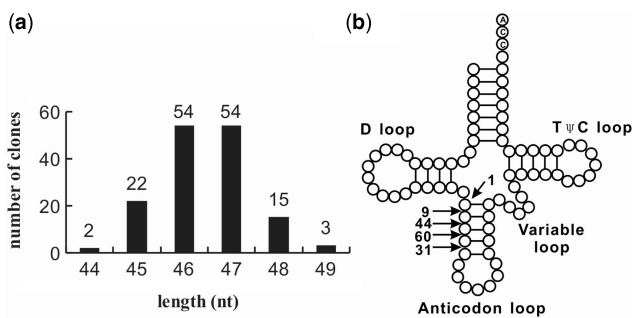 (a)
number of clones
60
40
20
0
2
22
54
54
15
3
44 45 46 47 48 49
length (nt)
(b)
A
C
C
D loop
T ψ C loop
1
9
44
60
31
Variable
loop
Anticodon loop